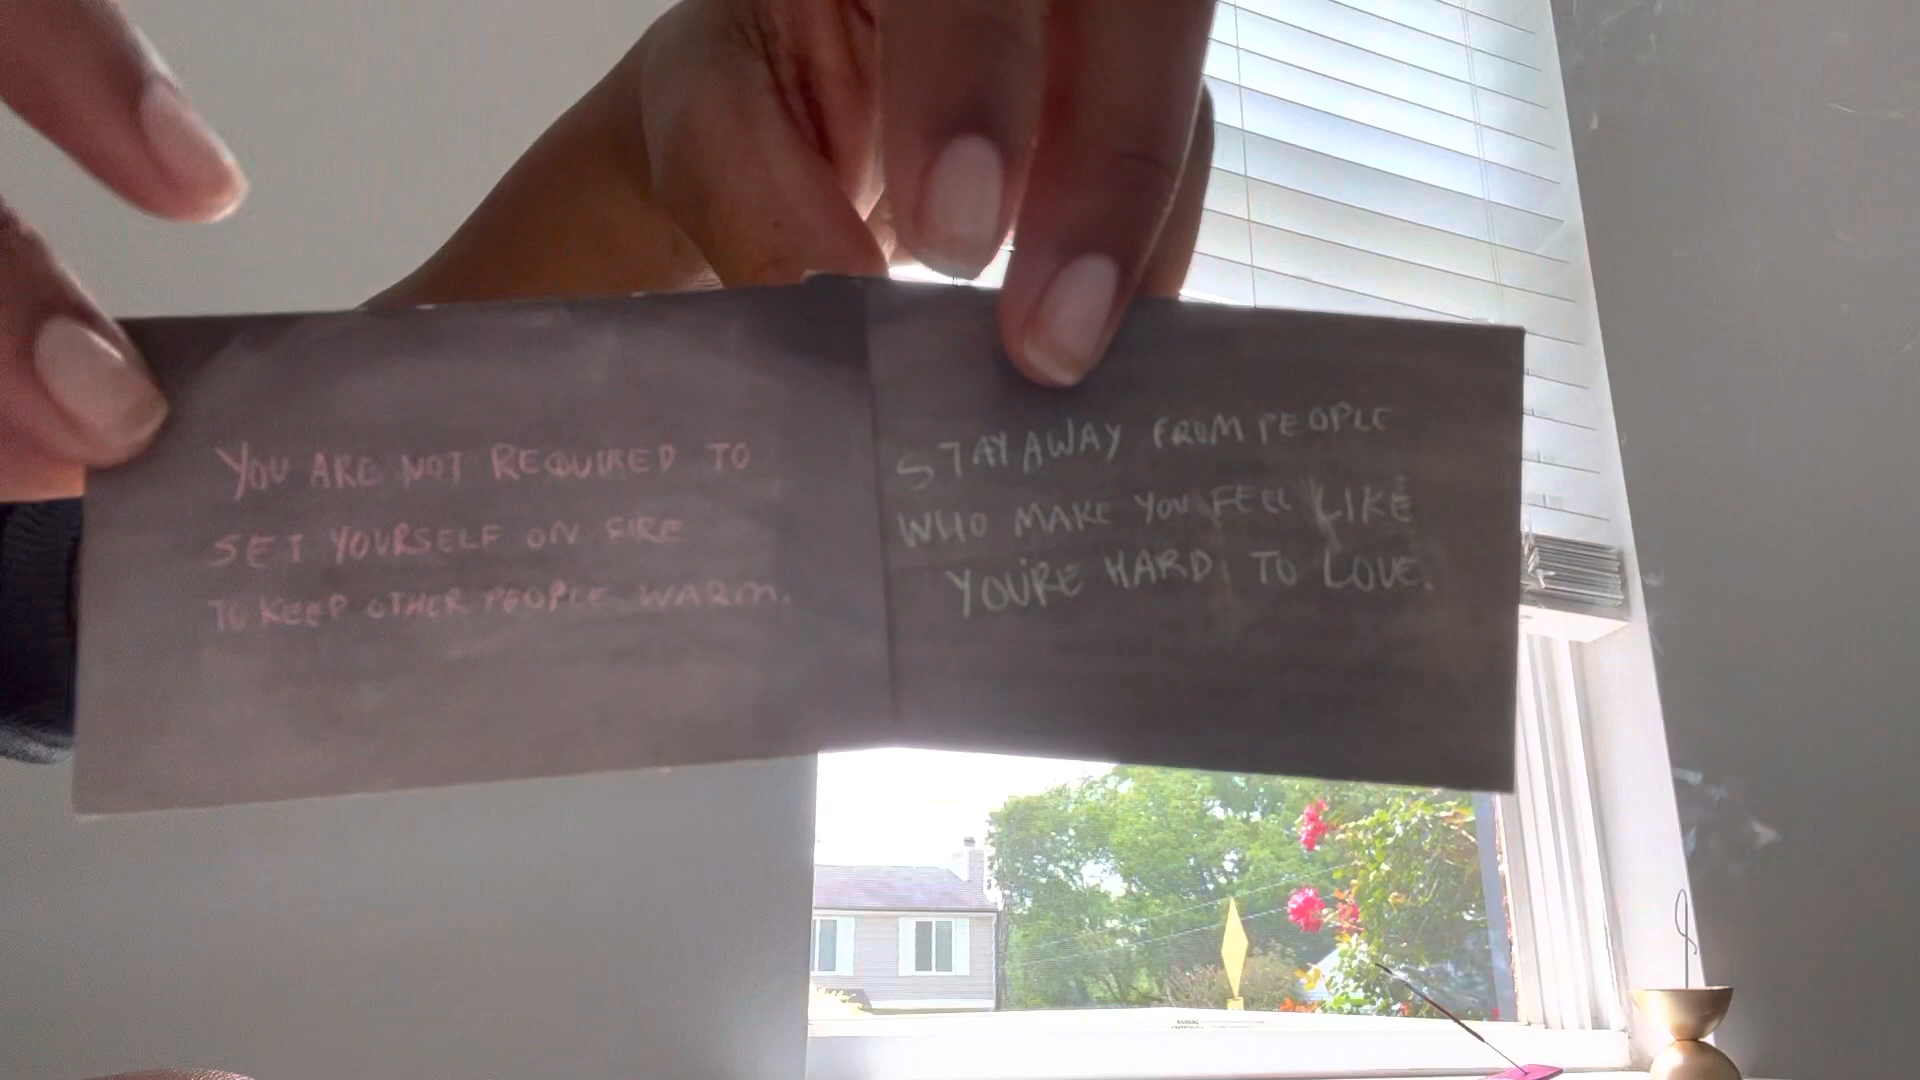 YOU ARE NOT REQUIRED TO
SET YOURSELF ON FIRE
TO KEEP OTHER PEOPLE WARM.
STAY AWAY FROM PEOPLE
WHO MAKE YOU FEEL LIKE
YOU'RE HARD TO LOVE.